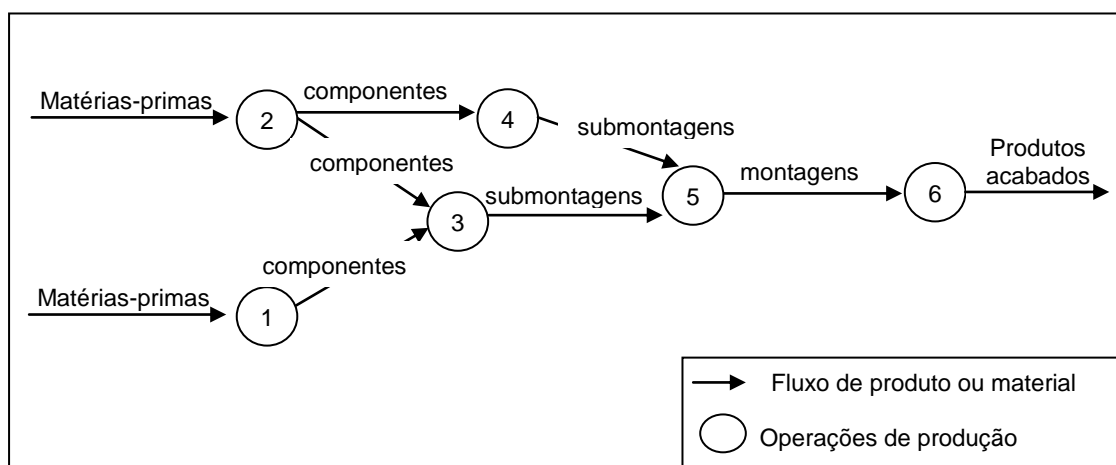 Matérias-primas
2
componentes
4
submontagens
componentes
3
submontagens
5
montagens
6
Produtos
acabados
componentes
Matérias-primas
1
Fluxo de produto ou material
Operações de produção